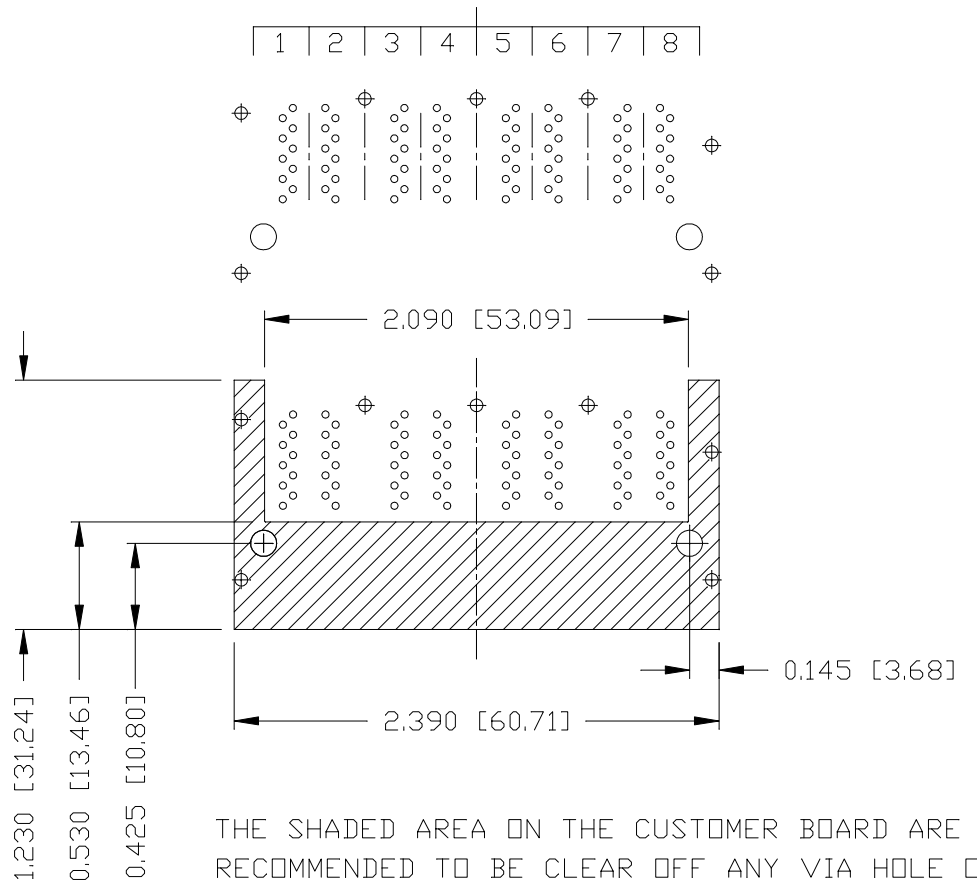 1 2 3 4 5 6 7 8
2.090 [53.09]
0.145 [3.68]
2.390 [60.71]
1.230 [31.24]
0.530 [13.46]
0.425 [10.80]
THE SHADED AREA ON THE CUSTOMER BOARD ARE
RECOMMENDED TO BE CLEAR OFF ANY VIA HOLE